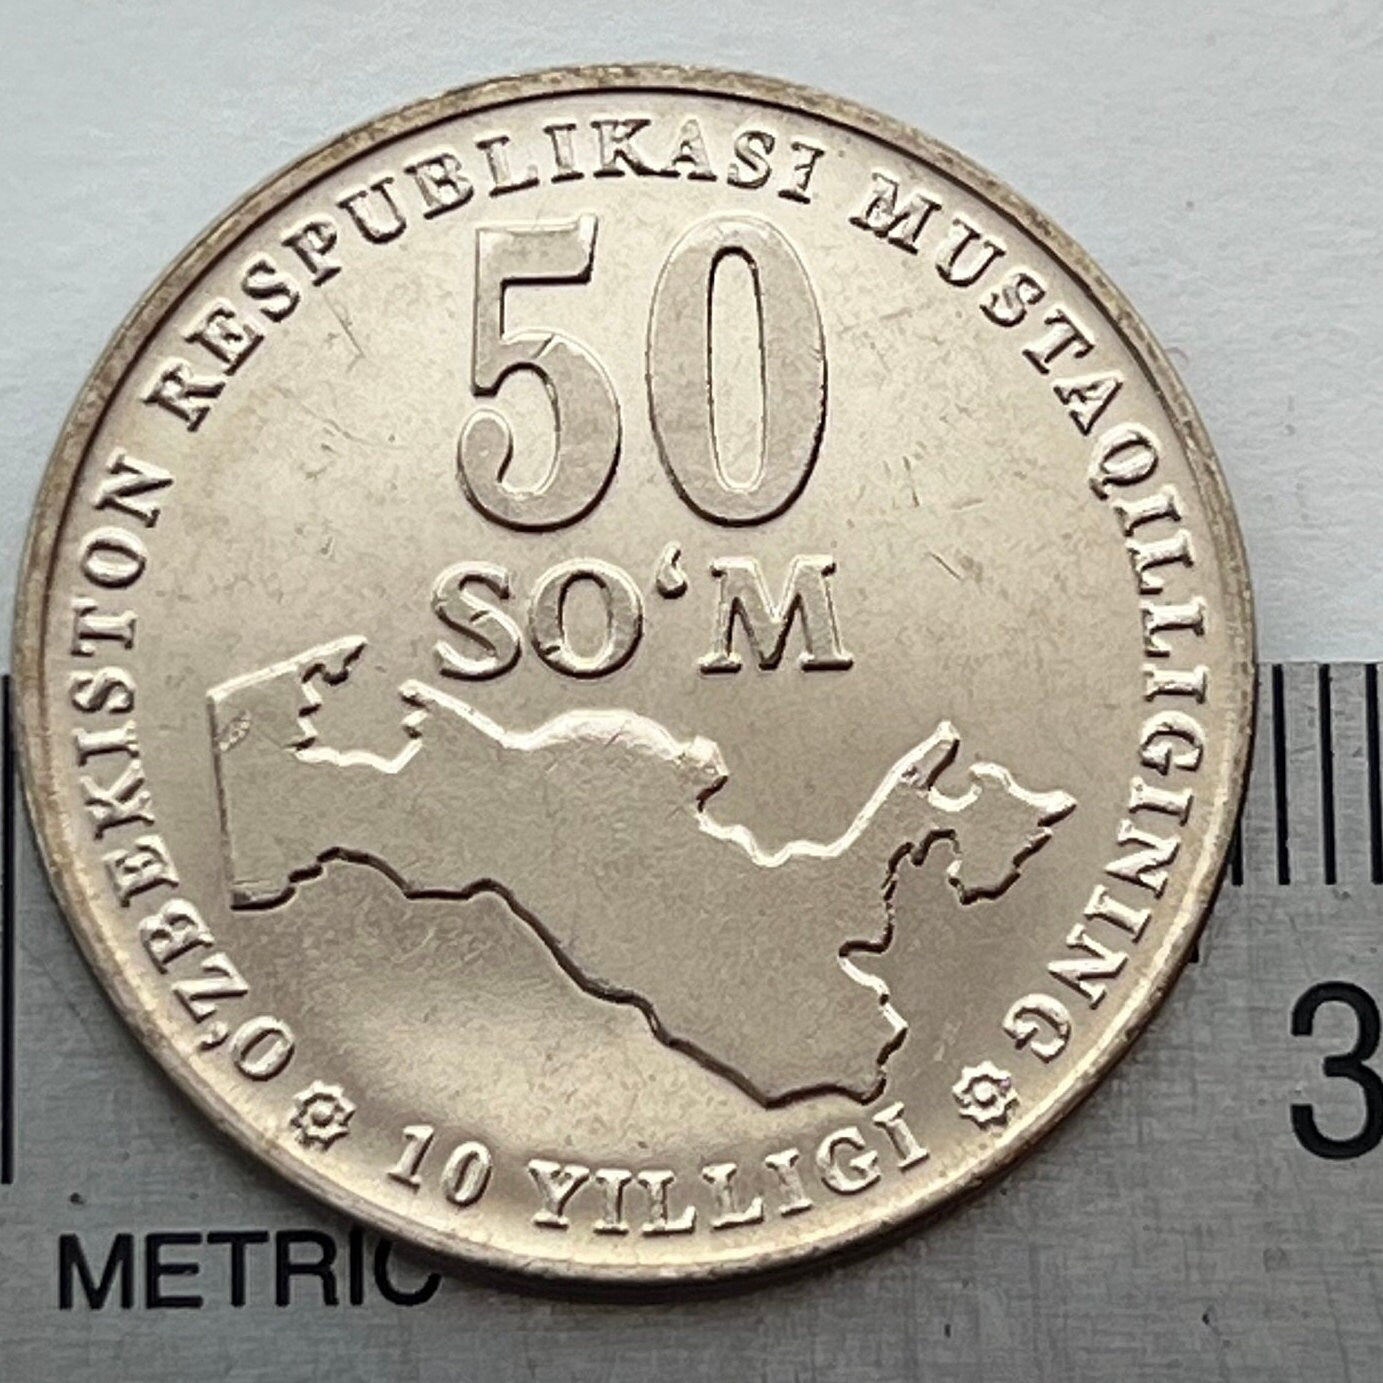 O‘ZBEKISTON RESPUBLIKASI MUSTAQILLIGINING
10 YILLIGI
50
SO‘M
3
METRIC